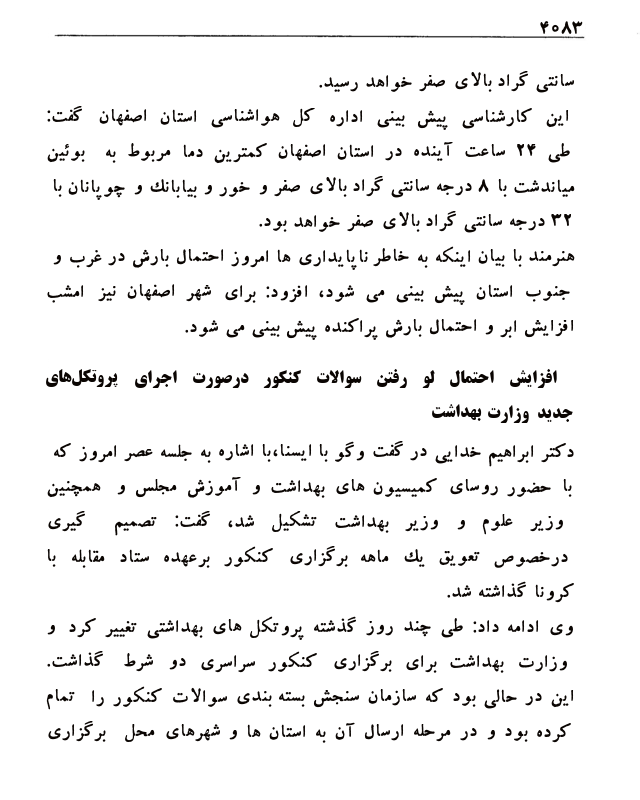 ۴۰۸۳
سانتی گراد بالای صفر خواهد رسید.
این کارشناسی پیش بینی اداره کل هواشناسی استان اصفهان گفت:
طی ۲۴ ساعت آینده در استان اصفهان کمترین دما مربوط به بوئین
میاندشت با ۸ درجه سانتی گراد بالای صفر و خور و بیابانك و چوپانان با
۳۲ درجه سانتی گراد بالای صفر خواهد بود.
هنرمند با بیان اینکه به خاطر ناپایداری ها امروز احتمال بارش در غرب و
جنوب استان پیش بینی می شود، افزود: برای شهر اصفهان نیز امشب
افزایش ابر و احتمال بارش پراکنده پیش بینی می شود.
افزایش احتمال لو رفتن سوالات کنکور درصورت اجرای پروتکل‌های
جدید وزارت بهداشت
دکتر ابراهیم خدایی در گفت وگو با ایسنا،با اشاره به جلسه عصر امروز که
با حضور روسای کمیسیون های بهداشت و آموزش مجلس و همچنین
وزیر علوم و وزیر بهداشت تشکیل شد، گفت: تصمیم گیری
درخصوص تعویق یك ماهه برگزاری کنکور برعهده ستاد مقابله با
کرونا گذاشته شد.
وی ادامه داد: طی چند روز گذشته پروتکل های بهداشتی تغییر کرد و
وزارت بهداشت برای برگزاری کنکور سراسری دو شرط گذاشت.
این در حالی بود که سازمان سنجش بسته بندی سوالات کنکور را تمام
کرده بود و در مرحله ارسال آن به استان ها و شهرهای محل برگزاری